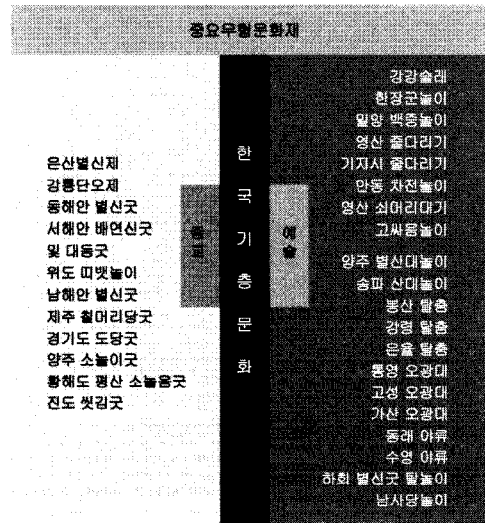 중요무형문화재
은산별신제
강릉단오제
동해안 별신굿
서해안 배연신굿
및 대동굿
위도 띠뱃놀이
남해안 별신굿
제주 칠머리당굿
경기도 도당굿
양주 소놀이굿
황해도 평산 소놀음굿
진도 씻김굿
종교
한국기층문화
예술
강강술래
한장군놀이
밀양 백중놀이
영산 줄다리기
기지시 줄다리기
안동 차전놀이
영산 쇠머리대기
고싸움놀이
양주 별산대놀이
송파 산대놀이
봉산 탈춤
강령 탈춤
은율 탈춤
통영 오광대
고성 오광대
가산 오광대
동래 야류
수영 야류
하회 별신굿 탈놀이
남사당놀이